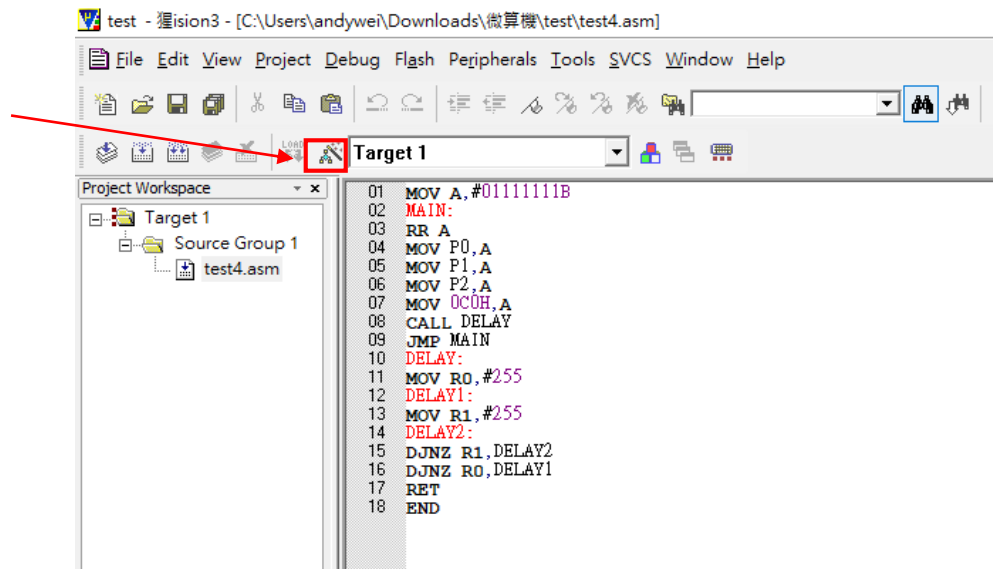 test - 猩ision3 - [C:\Users\andywei\Downloads\微算機\test\test4.asm]
File Edit View Project Debug Flash Peripherals Tools SVCS Window Help
LOAD
Target 1
Project Workspace
Target 1
Source Group 1
test4.asm
01 MOV A,#01111111B
02 MAIN:
03 RR A
04 MOV P0,A
05 MOV P1,A
06 MOV P2,A
07 MOV 0C0H,A
08 CALL DELAY
09 JMP MAIN
10 DELAY:
11 MOV R0,#255
12 DELAY1:
13 MOV R1,#255
14 DELAY2:
15 DJNZ R1,DELAY2
16 DJNZ R0,DELAY1
17 RET
18 END